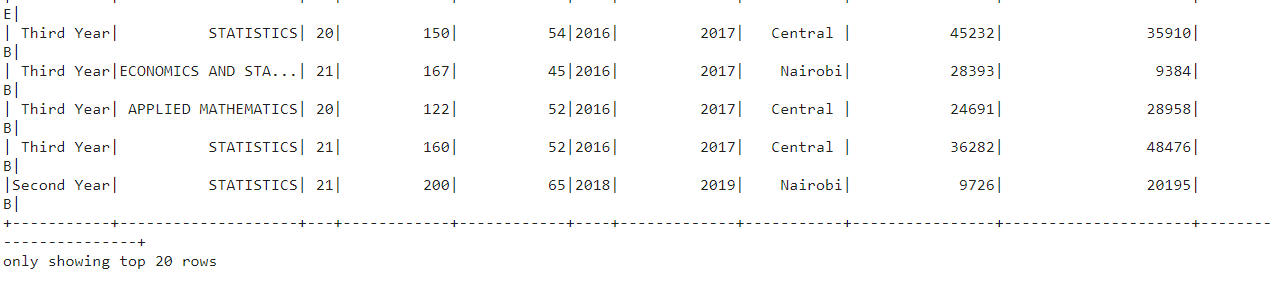 E|
| Third Year|          STATISTICS| 20|         150|          54|2016|         2017|   Central |           45232|                35910|
B|
| Third Year|ECONOMICS AND STA...| 21|         167|          45|2016|         2017|    Nairobi|           28393|                 9384|
B|
| Third Year| APPLIED MATHEMATICS| 20|         122|          52|2016|         2017|   Central |           24691|                28958|
B|
| Third Year|          STATISTICS| 21|         160|          52|2016|         2017|   Central |           36282|                48476|
B|
|Second Year|          STATISTICS| 21|         200|          65|2018|         2019|    Nairobi|            9726|                20195|
B|
+-----------+--------------------+---+------------+------------+----+-------------+-----------+----------------+---------------------+--------
---------------+
only showing top 20 rows